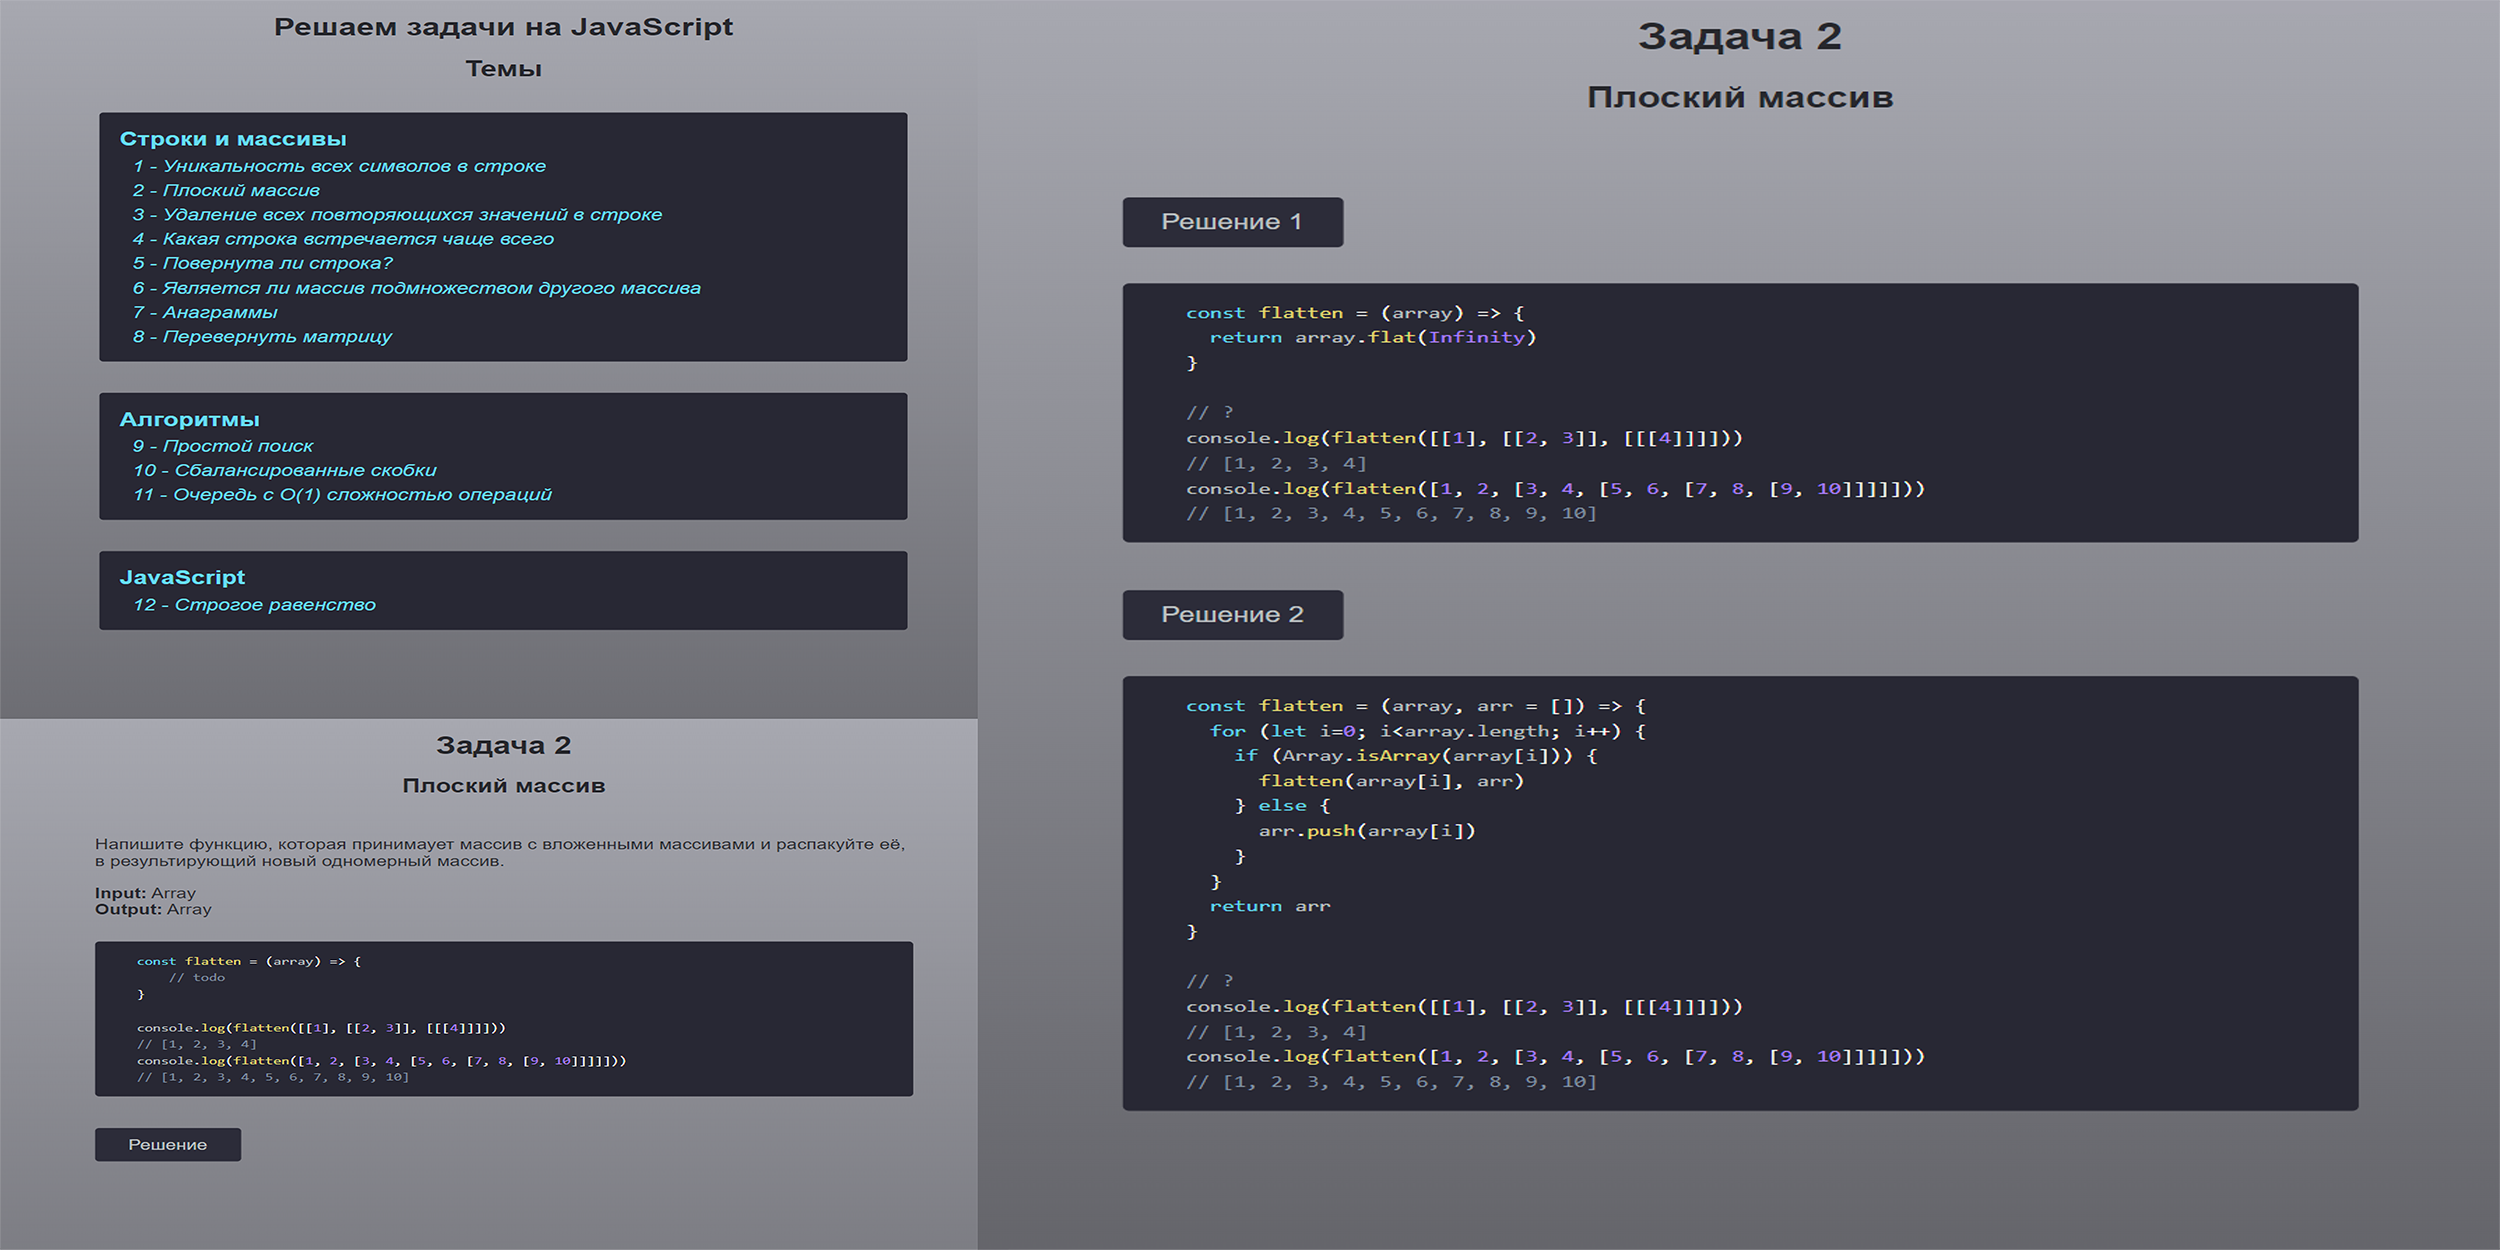 Решаем задачи на JavaScript
Темы
Строки и массивы
1 - Уникальность всех символов в строке
2 - Плоский массив
3 - Удаление всех повторяющихся значений в строке
4 - Какая строка встречается чаще всего
5 - Повернута ли строка?
6 - Является ли массив подмножеством другого массива
7 - Анаграммы
8 - Перевернуть матрицу
Алгоритмы
9 - Простой поиск
10 - Сбалансированные скобки
11 - Очередь с O(1) сложностью операций
JavaScript
12 - Строгое равенство
Задача 2
Плоский массив
Напишите функцию, которая принимает массив с вложенными массивами и распакуйте её,
в результирующий новый одномерный массив.
Input: Array
Output: Array
const flatten = (array) => {
// todo
}
console.log(flatten([[1], [[2, 3]], [[[4]]]]))
// [1, 2, 3, 4]
console.log(flatten([1, 2, [3, 4, [5, 6, [7, 8, [9, 10]]]]]))
// [1, 2, 3, 4, 5, 6, 7, 8, 9, 10]
Решение
Задача 2
Плоский массив
Решение 1
const flatten = (array) => {
return array.flat(Infinity)
}
// ?
console.log(flatten([[1], [[2, 3]], [[[4]]]]))
// [1, 2, 3, 4]
console.log(flatten([1, 2, [3, 4, [5, 6, [7, 8, [9, 10]]]]]))
// [1, 2, 3, 4, 5, 6, 7, 8, 9, 10]
Решение 2
const flatten = (array, arr = []) => {
for (let i=0; i<array.length; i++) {
if (Array.isArray(array[i])) {
flatten(array[i], arr)
} else {
arr.push(array[i])
}
}
return arr
}
// ?
console.log(flatten([[1], [[2, 3]], [[[4]]]]))
// [1, 2, 3, 4]
console.log(flatten([1, 2, [3, 4, [5, 6, [7, 8, [9, 10]]]]]))
// [1, 2, 3, 4, 5, 6, 7, 8, 9, 10]